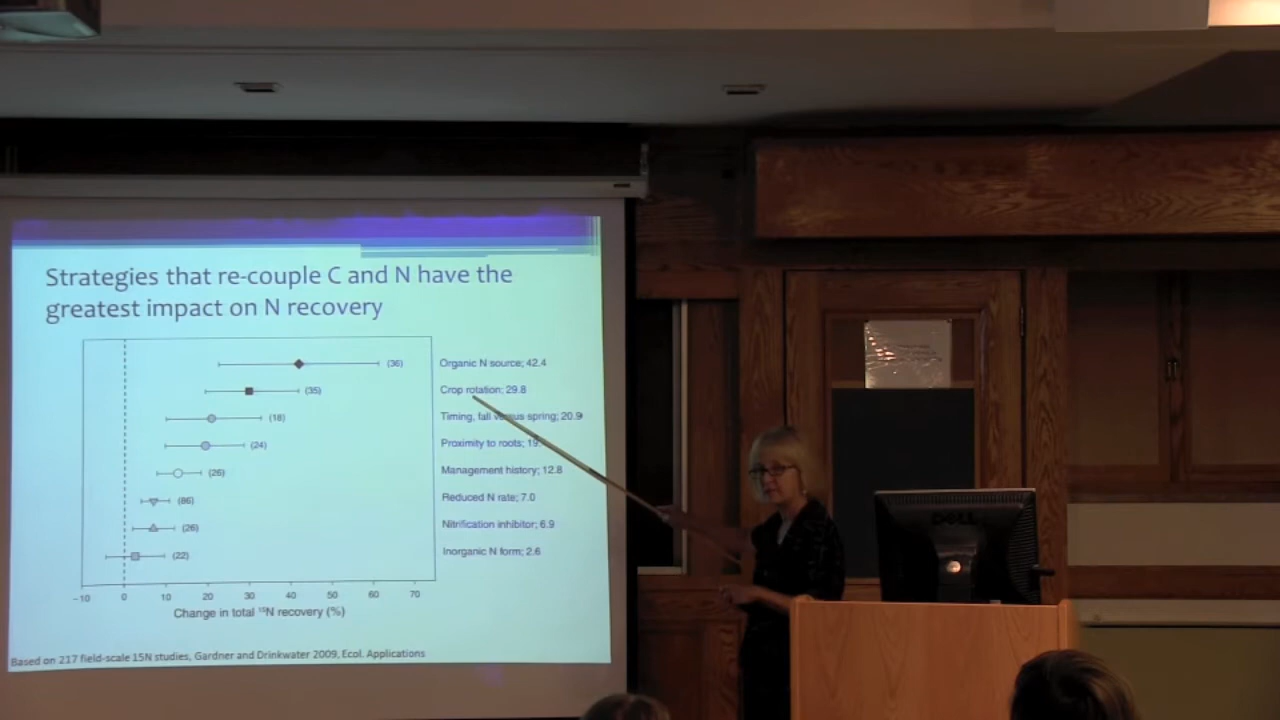 Strategies that re-couple C and N have the
greatest impact on N recovery
(36) Organic N source; 42.4
(35) Crop rotation; 29.8
(18) Timing, fall versus spring; 20.9
(24) Proximity to roots; 19.
(26) Management history; 12.8
(86) Reduced N rate; 7.0
(26) Nitrification inhibitor; 6.9
(22) Inorganic N form; 2.6
−10 0 10 20 30 40 50 60 70
Change in total ¹⁵N recovery (%)
Based on 217 field-scale 15N studies, Gardner and Drinkwater 2009, Ecol. Applications
DELL